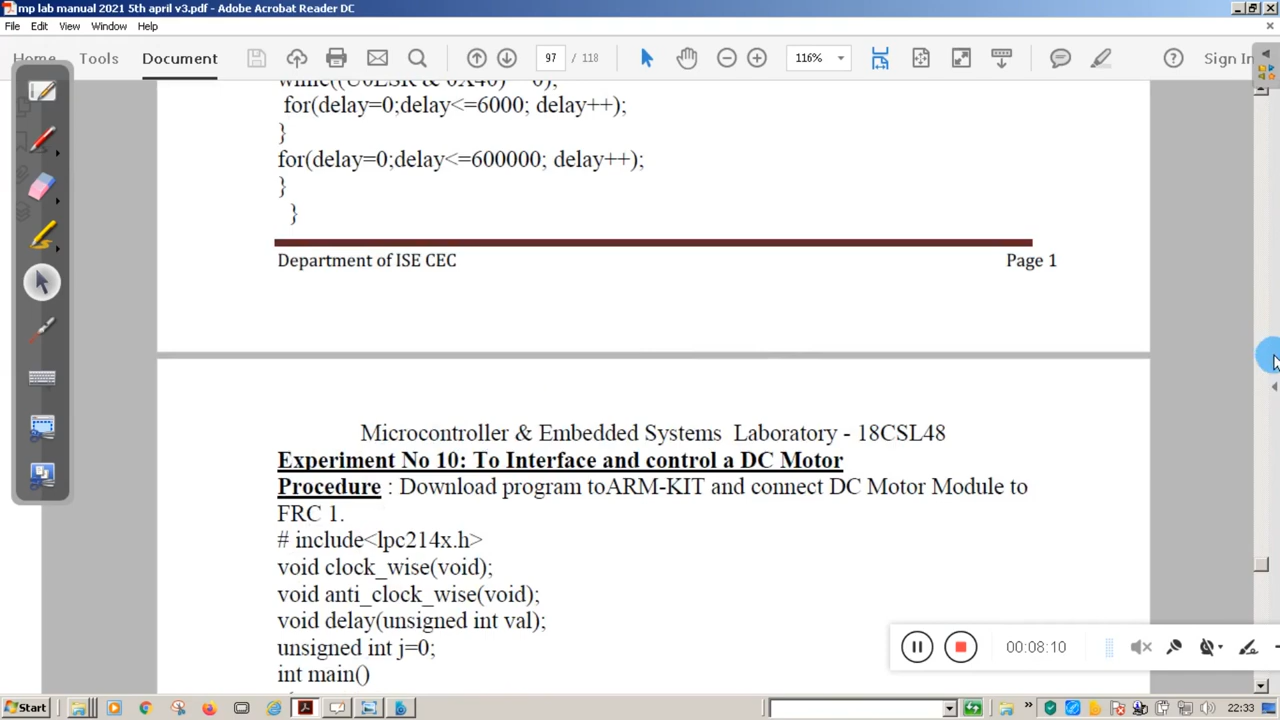 mp lab manual 2021 5th april v3.pdf - Adobe Acrobat Reader DC
File Edit View Window Help
Home Tools Document 97 / 118 116% Sign In
while((U0LSR & 0X40)
for(delay=0;delay<=6000; delay++);
}
for(delay=0;delay<=600000; delay++);
}
}
Department of ISE CEC Page 1
Microcontroller & Embedded Systems Laboratory - 18CSL48
Experiment No 10: To Interface and control a DC Motor
Procedure : Download program toARM-KIT and connect DC Motor Module to
FRC 1.
# include<lpc214x.h>
void clock_wise(void);
void anti_clock_wise(void);
void delay(unsigned int val);
unsigned int j=0;
int main()
00:08:10
Start 22:33